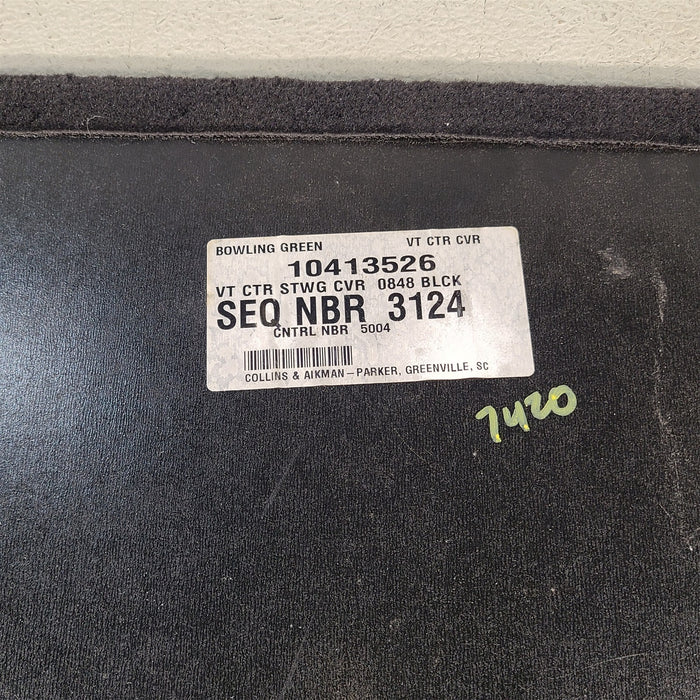 BOWLING GREEN VT CTR CVR
10413526
VT CTR STWG CVR 0848 BLCK
SEQ NBR 3124
CNTRL NBR 5004
COLLINS & AIKMAN-PARKER, GREENVILLE, SC
7420